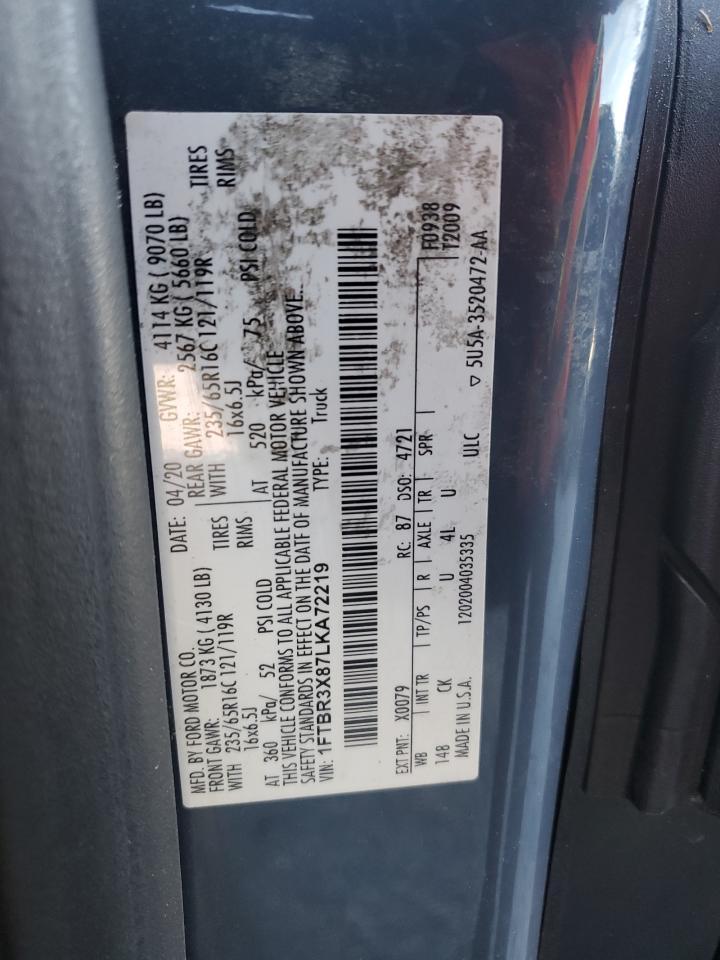 MFD. BY FORD MOTOR CO.
DATE: 04/20 GVWR: 4114 KG ( 9070 LB)
FRONT GAWR: 1873 KG ( 4130 LB) REAR GAWR: 2567 KG ( 5660 LB)
WITH 235/65R16C 121/119R TIRES WITH 235/65R16C 121/119R TIRES
16x6.5J RIMS 16x6.5J RIMS
AT 360 kPa/ 52 PSI COLD AT 520 kPa/ 75 PSI COLD
THIS VEHICLE CONFORMS TO ALL APPLICABLE FEDERAL MOTOR VEHICLE
SAFETY STANDARDS IN EFFECT ON THE DATE OF MANUFACTURE SHOWN ABOVE.
VIN: 1FTBR3X87LKA72219 TYPE: Truck
EXT PNT: X0079 RC: 87 DSO: 4721 F0938
WB INT TR TP/PS R AXLE TR SPR T2009
148 CK U 4L U
MADE IN U.S.A. 1202004035335 ULC ▽ 5U5A-3520472-AA